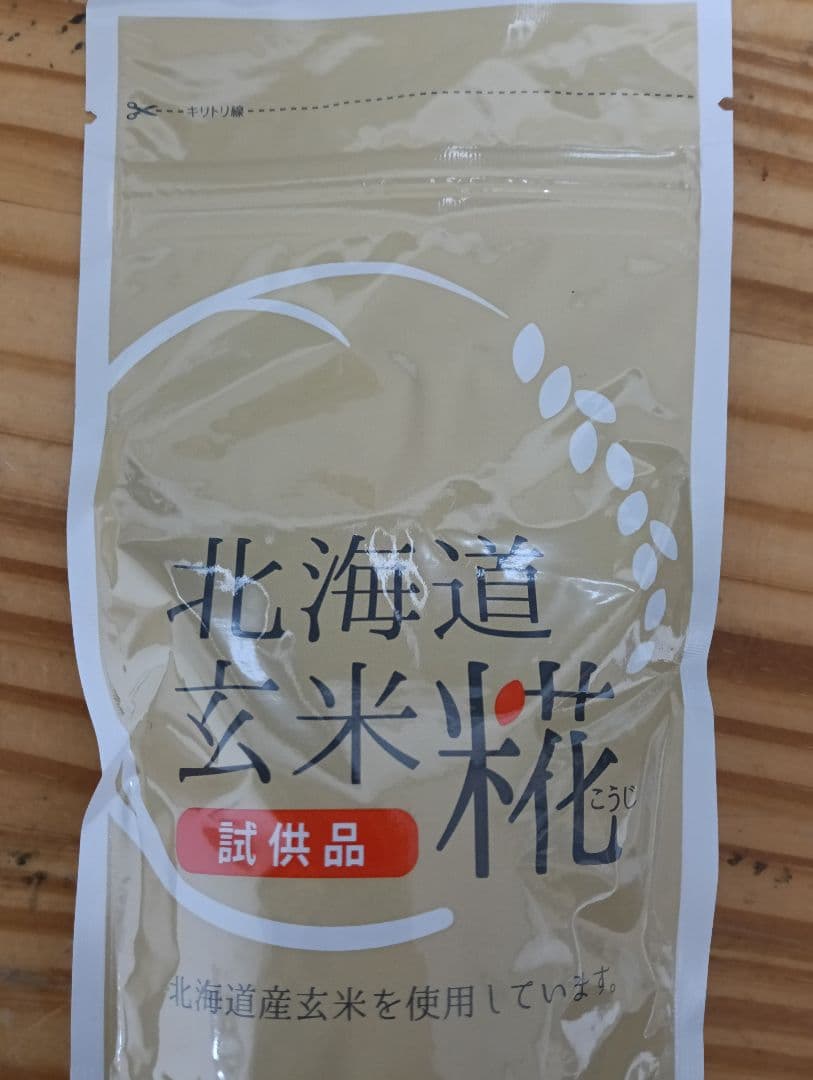 キリトリ線
北海道
玄米糀
こうじ
試供品
北海道産玄米を使用しています。